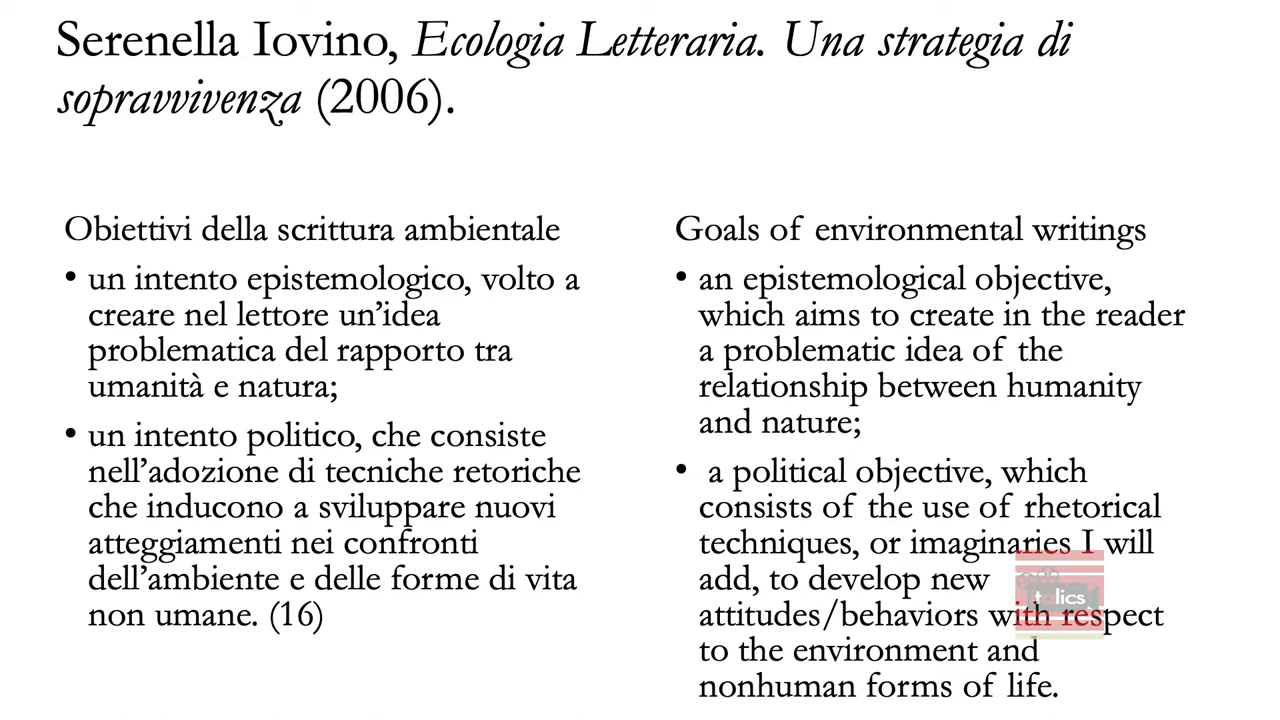 Serenella Iovino, Ecologia Letteraria. Una strategia di
sopravvivenza (2006).
Obiettivi della scrittura ambientale
• un intento epistemologico, volto a
creare nel lettore un’idea
problematica del rapporto tra
umanità e natura;
• un intento politico, che consiste
nell’adozione di tecniche retoriche
che inducono a sviluppare nuovi
atteggiamenti nei confronti
dell’ambiente e delle forme di vita
non umane. (16)
Goals of environmental writings
• an epistemological objective,
which aims to create in the reader
a problematic idea of the
relationship between humanity
and nature;
• a political objective, which
consists of the use of rhetorical
techniques, or imaginaries I will
add, to develop new
attitudes/behaviors with respect
to the environment and
nonhuman forms of life.
italics